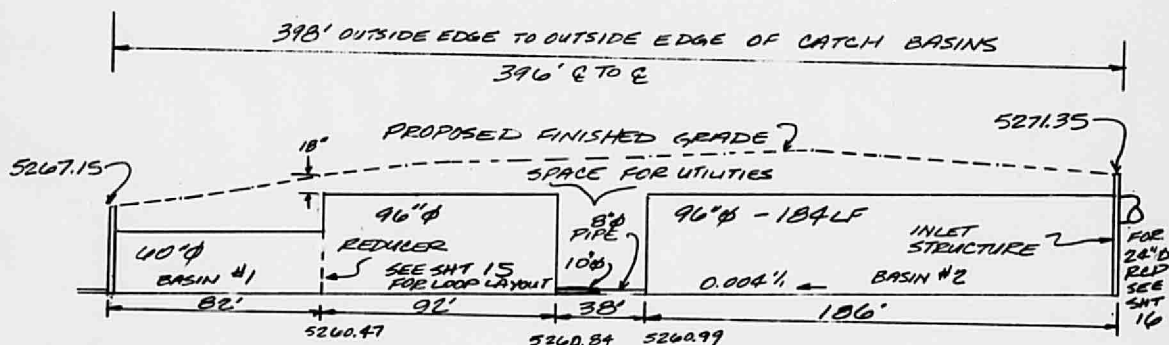 398' OUTSIDE EDGE TO OUTSIDE EDGE OF CATCH BASINS
396' ℄ TO ℄
5271.35
PROPOSED FINISHED GRADE
18"
5267.15
SPACE FOR UTILITIES
96"φ
8"φ
PIPE
96"φ - 184LF
60"φ
REDUCER
INLET
STRUCTURE
FOR
24"D
RCP
SEE
SHT
16
BASIN #1
SEE SHT 15
FOR LOOP LAYOUT
10"φ
0.004'/'
BASIN #2
82'
92'
38'
186'
5260.47
5260.84
5260.99